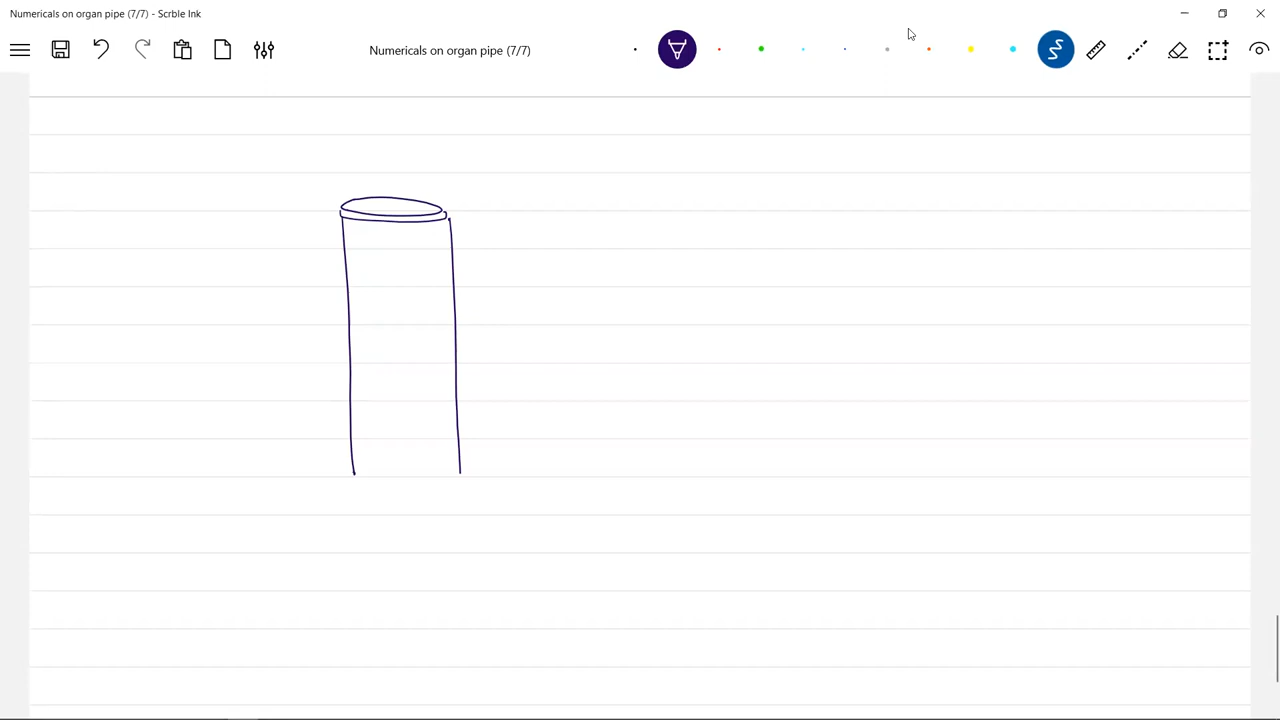 Numericals on organ pipe (7/7) - Scrble Ink
Numericals on organ pipe (7/7)